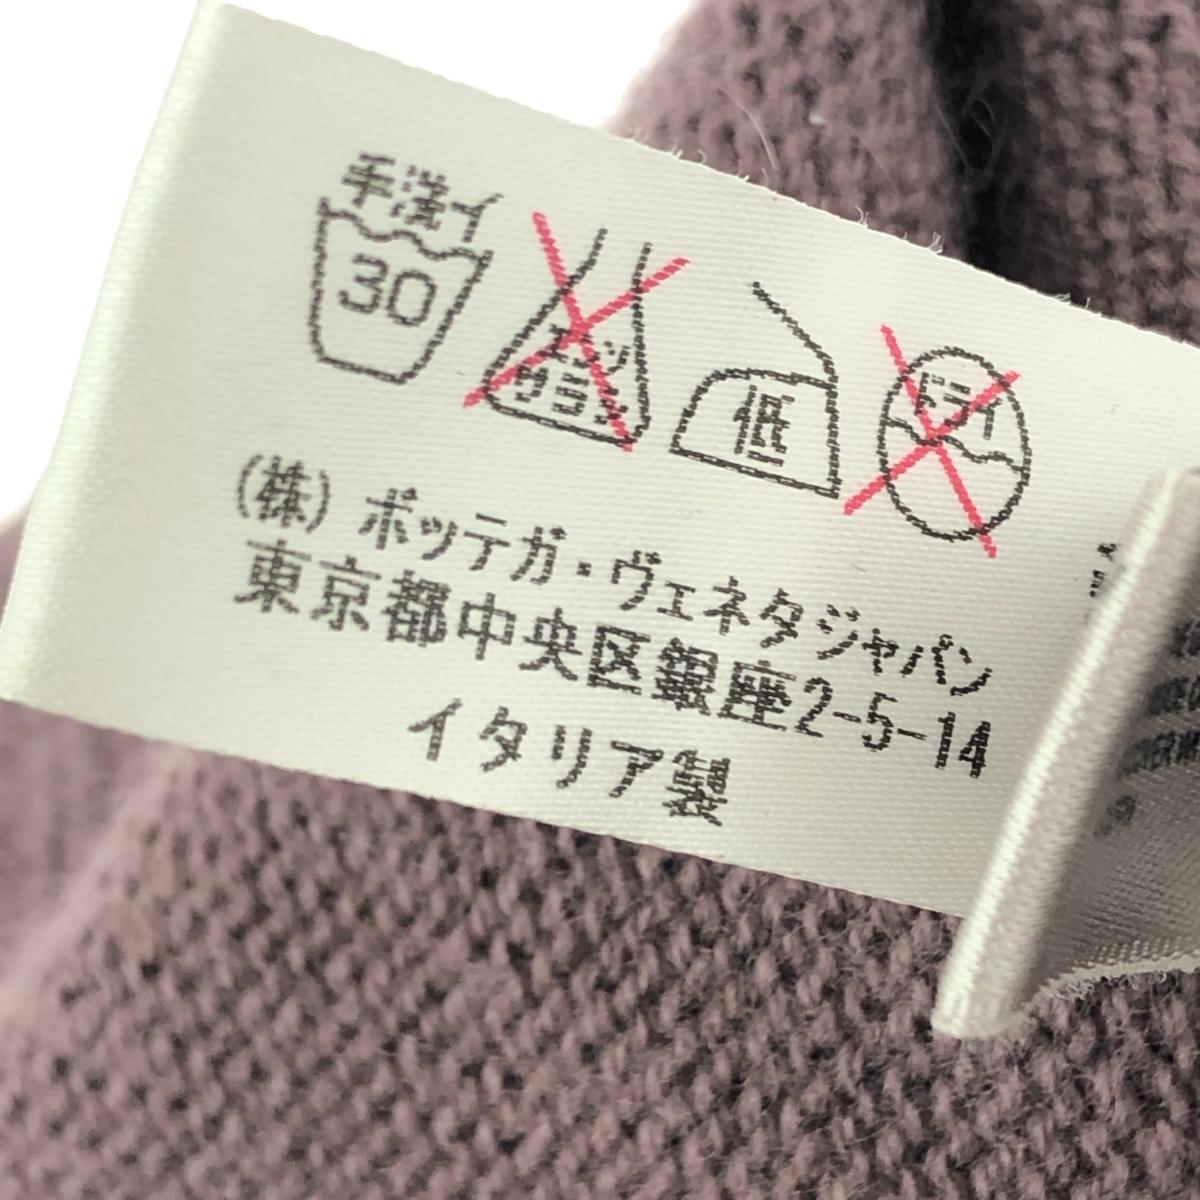 手洗イ
30
エンソサラシ
低
ドライ
(株) ボッテガ・ヴェネタジャパン
東京都中央区銀座2-5-14
イタリア製